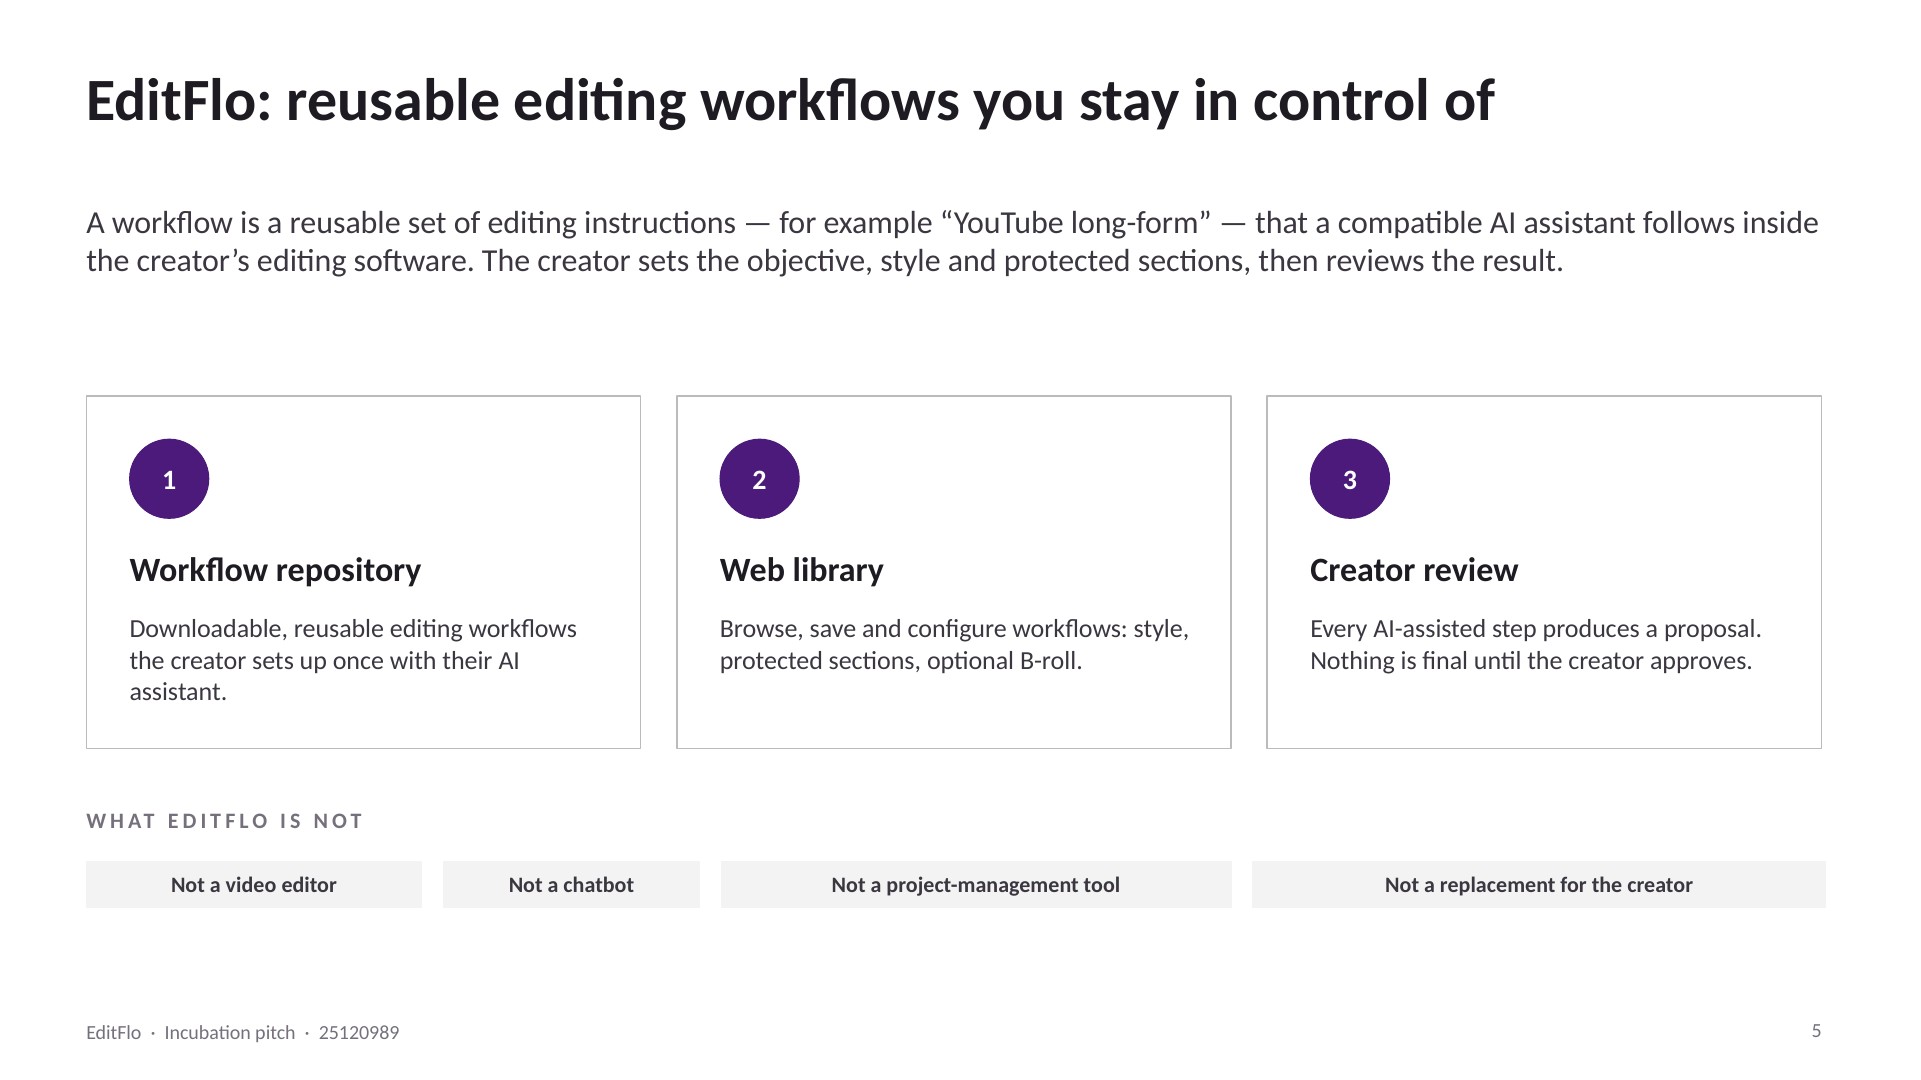 EditFlo: reusable editing workflows you stay in control of
A workflow is a reusable set of editing instructions — for example “YouTube long-form” — that a compatible AI assistant follows inside
the creator’s editing software. The creator sets the objective, style and protected sections, then reviews the result.
1
Workflow repository
Downloadable, reusable editing workflows
the creator sets up once with their AI
assistant.
2
Web library
Browse, save and configure workflows: style,
protected sections, optional B-roll.
3
Creator review
Every AI-assisted step produces a proposal.
Nothing is final until the creator approves.
WHAT EDITFLO IS NOT
Not a video editor
Not a chatbot
Not a project-management tool
Not a replacement for the creator
EditFlo · Incubation pitch · 25120989
5